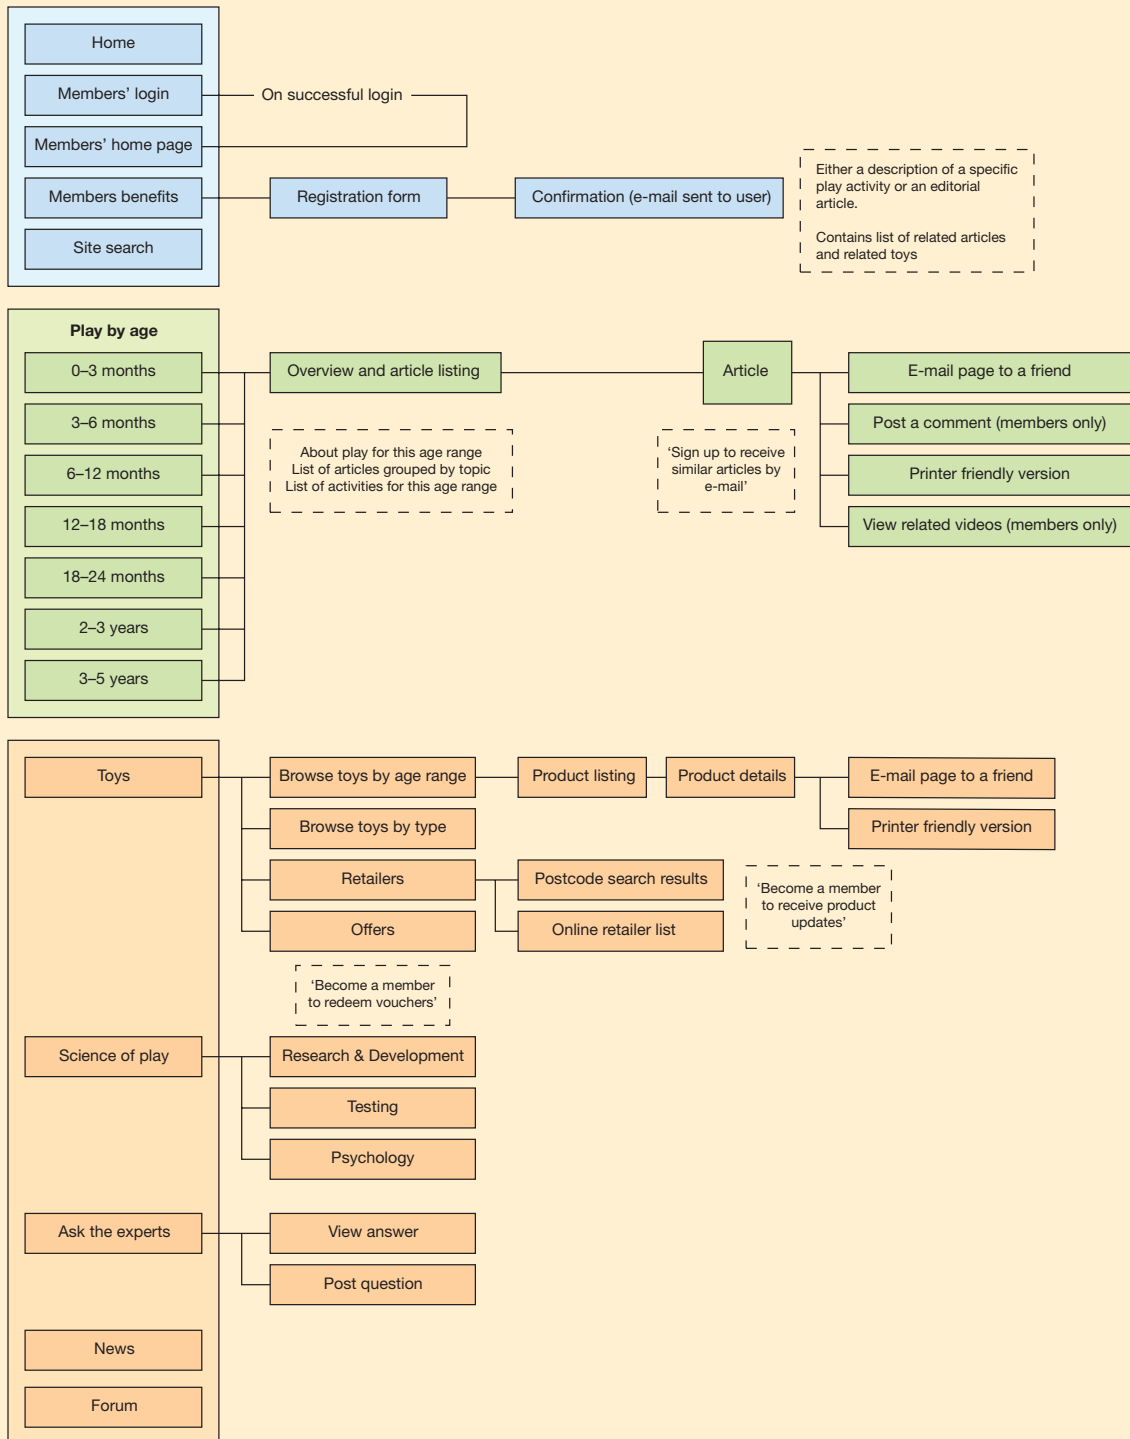 Home
Members’ login
On successful login
Members’ home page
Members benefits
Registration form
Confirmation (e-mail sent to user)
Site search
Either a description of a specific
play activity or an editorial
article.
Contains list of related articles
and related toys
Play by age
0–3 months
Overview and article listing
Article
E-mail page to a friend
3–6 months
Post a comment (members only)
About play for this age range
List of articles grouped by topic
List of activities for this age range
‘Sign up to receive
similar articles by
e-mail’
6–12 months
Printer friendly version
12–18 months
View related videos (members only)
18–24 months
2–3 years
3–5 years
Toys
Browse toys by age range
Product listing
Product details
E-mail page to a friend
Browse toys by type
Printer friendly version
Retailers
Postcode search results
‘Become a member
to receive product
updates’
Offers
Online retailer list
‘Become a member
to redeem vouchers’
Science of play
Research & Development
Testing
Psychology
Ask the experts
View answer
Post question
News
Forum